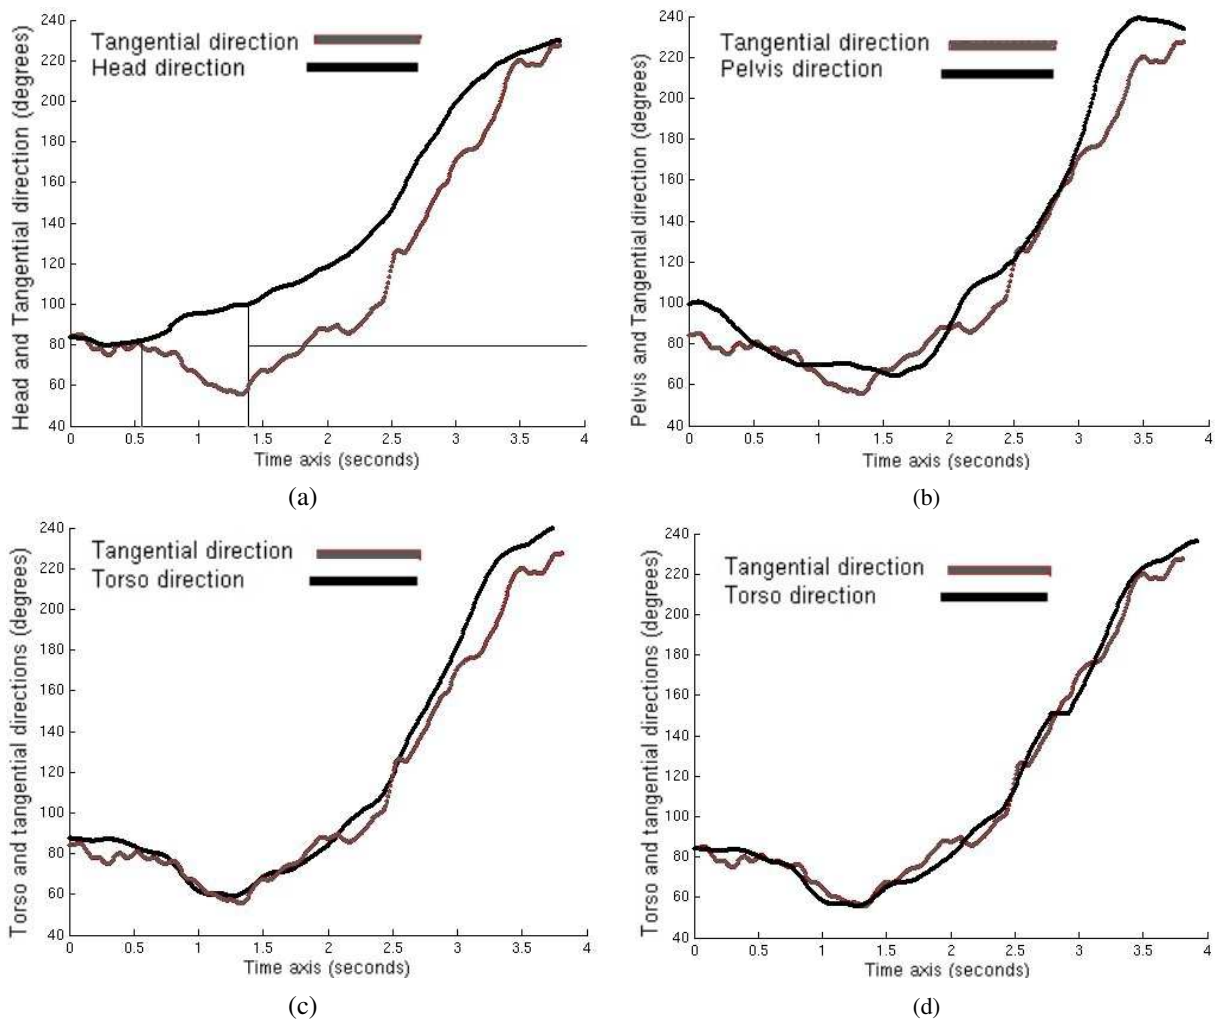 240
220
200
180
160
140
120
100
80
60
40
Head and Tangential direction (degrees)
Tangential direction
Head direction
0 0.5 1 1.5 2 2.5 3 3.5 4
Time axis (seconds)
(a)
240
220
200
180
160
140
120
100
80
60
40
Pelvis and Tangential direction (degrees)
Tangential direction
Pelvis direction
0 0.5 1 1.5 2 2.5 3 3.5 4
Time axis (seconds)
(b)
240
220
200
180
160
140
120
100
80
60
40
Torso and tangential directions (degrees)
Tangential direction
Torso direction
0 0.5 1 1.5 2 2.5 3 3.5 4
Time axis (seconds)
(c)
240
220
200
180
160
140
120
100
80
60
40
Torso and tangential directions (degrees)
Tangential direction
Torso direction
0 0.5 1 1.5 2 2.5 3 3.5 4
Time axis (seconds)
(d)